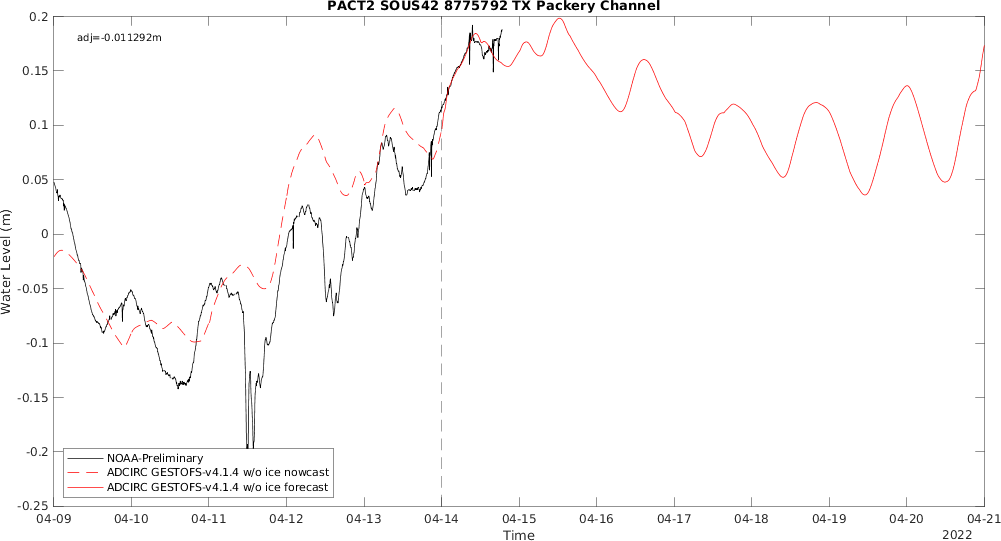 PACT2 SOUS42 8775792 TX Packery Channel
adj=-0.011292m
0.2
0.15
0.1
0.05
0
-0.05
-0.1
-0.15
-0.2
-0.25
Water Level (m)
NOAA-Preliminary
ADCIRC GESTOFS-v4.1.4 w/o ice nowcast
ADCIRC GESTOFS-v4.1.4 w/o ice forecast
04-09 04-10 04-11 04-12 04-13 04-14 04-15 04-16 04-17 04-18 04-19 04-20 04-21
Time 2022